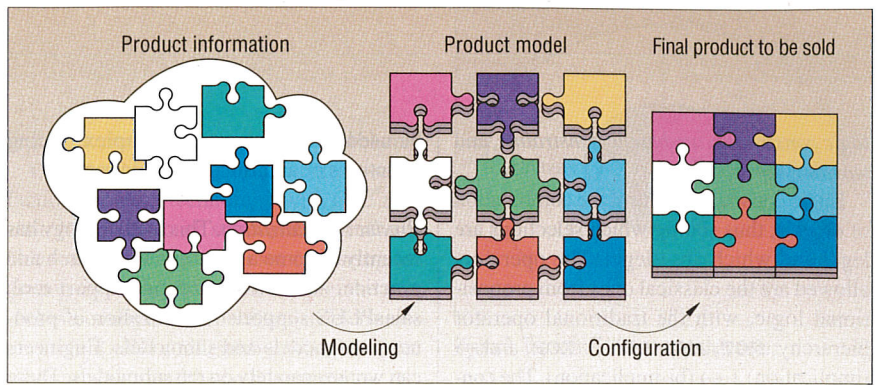 Product information
Product model
Final product to be sold
Modeling
Configuration